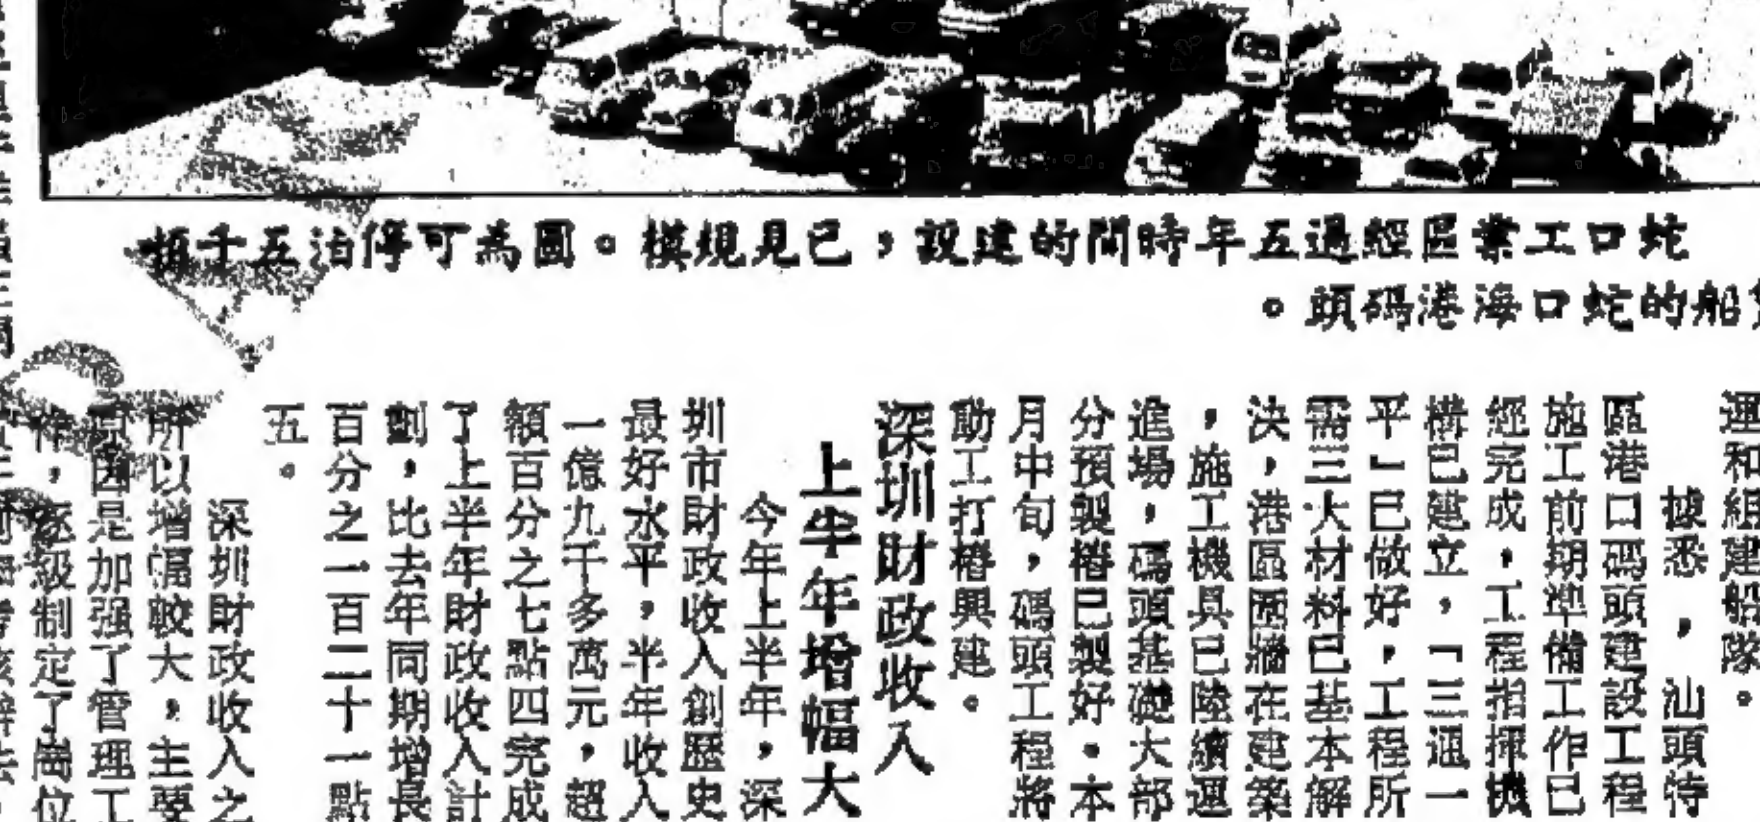 蛇口工業區經過五年時間的建設，已見規模。圖為可停泊五千頓
船的蛇口海港碼頭。
運和組建船隊。
據悉，汕頭特
區港口碼頭建設工程
施工前期準備工作已
經完成，工程指揮機
構已建立，「三通一
平」已做好，工程所
需三大材料已基本解
決，港區圍牆在建築
，施工機具已陸續運
進場，碼頭基礎大部
分預製樁已製好。本
月中旬，碼頭工程將
動工打樁興建。
深圳財政收入
上半年增幅大
今年上半年，深
圳市財政收入創歷史
最好水平，半年收入
一億九千多萬元，超
額百分之七點四完成
了上半年財政收入計
劃，比去年同期增長
百分之一百二十一點
五。
深圳財政收入之
所以增幅較大，主要
原因是加强了管理工
作，逐級制定了崗位